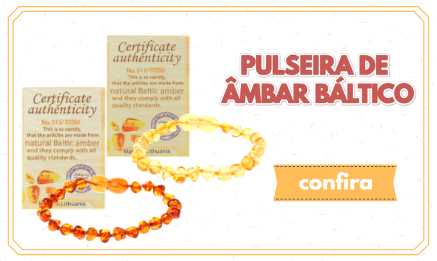 Certificate
authenticity
This is to certify,
that the articles are made from
natural Baltic amber
and they comply with all
quality standards.
Lithuania
Certificate
authenticity
This is to certify,
that the articles are made from
natural Baltic amber
and they comply with all
quality standards.
Lithuania
PULSEIRA DE
ÂMBAR BÁLTICO
confira